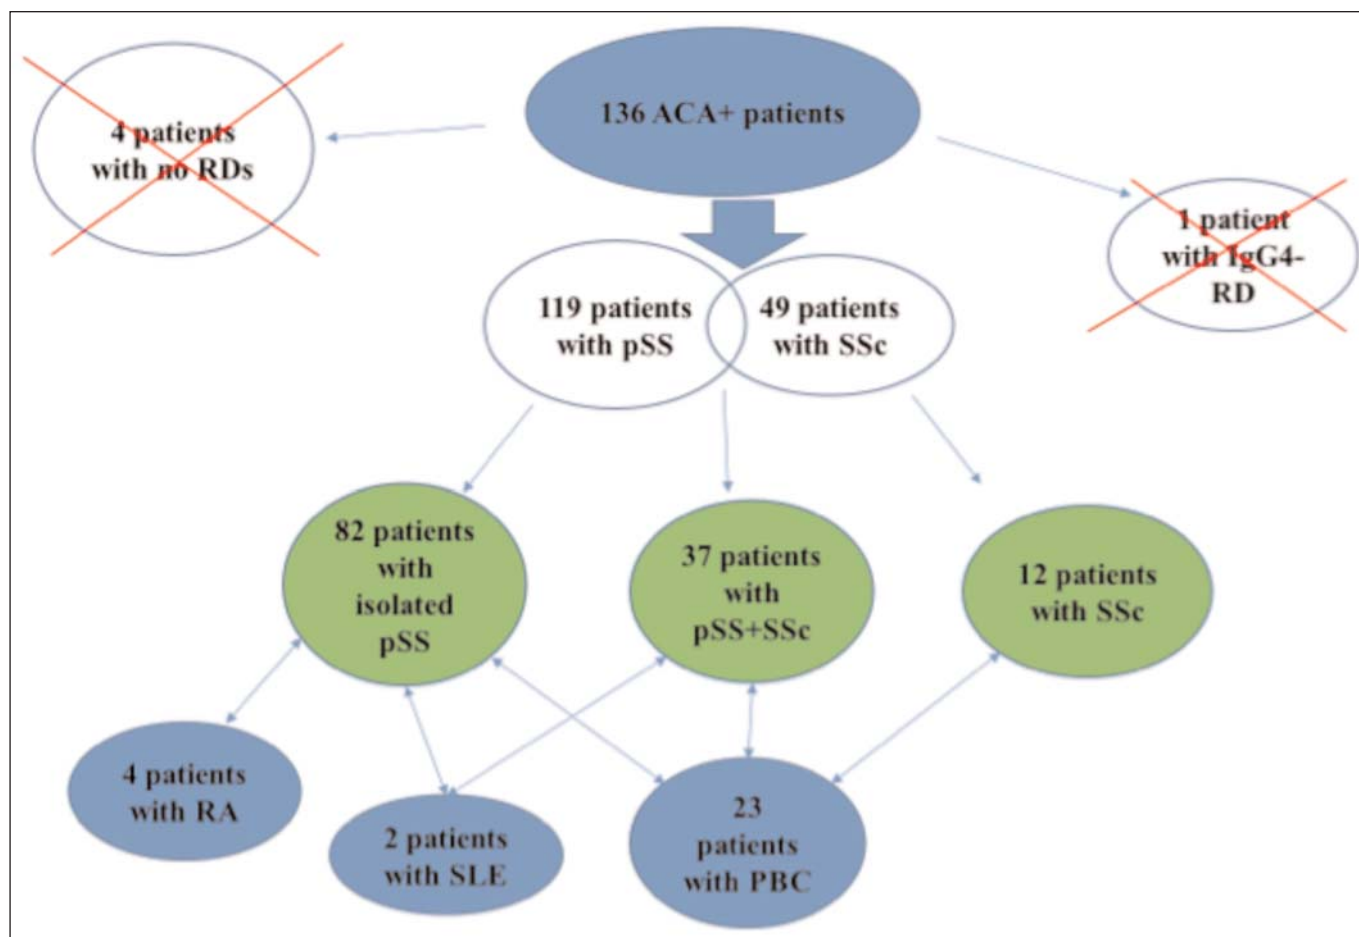 136 ACA+ patients
4 patients
with no RDs
1 patient
with IgG4-
RD
119 patients
with pSS
49 patients
with SSc
82 patients
with
isolated
pSS
37 patients
with
pSS+SSc
12 patients
with SSc
4 patients
with RA
2 patients
with SLE
23
patients
with PBC